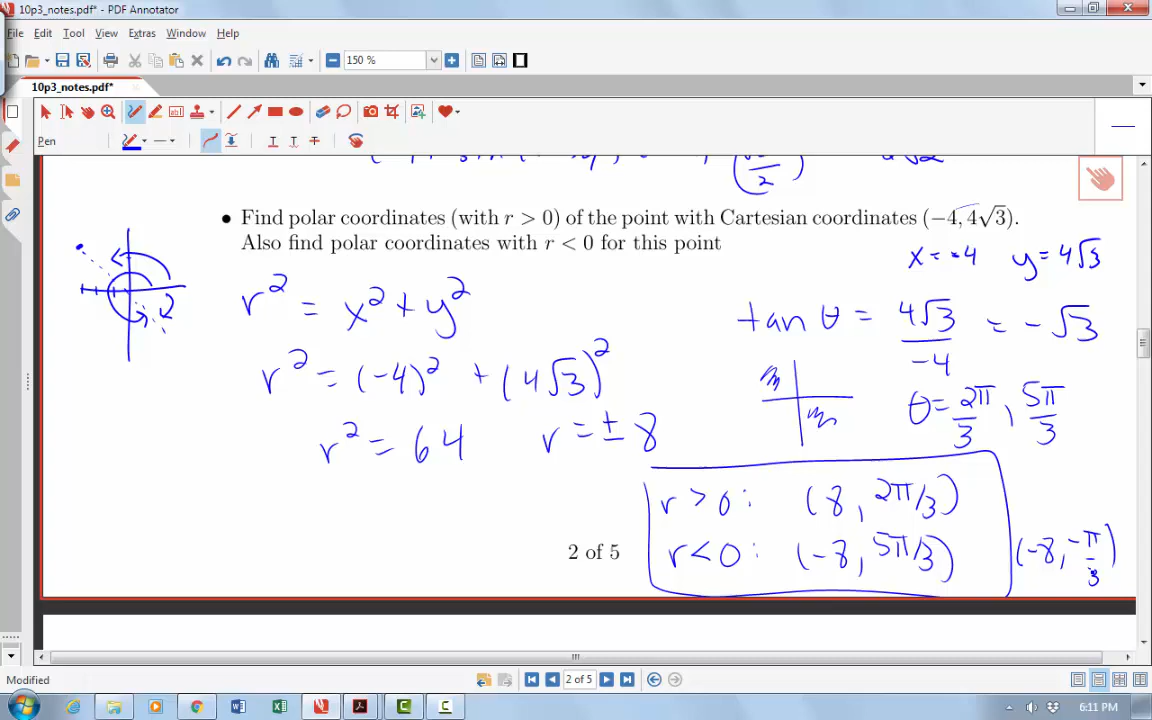 10p3_notes.pdf* - PDF Annotator
File Edit Tool View Extras Window Help
150 %
10p3_notes.pdf*
Pen
• Find polar coordinates (with r > 0) of the point with Cartesian coordinates (−4, 4√3).
Also find polar coordinates with r < 0 for this point
x = -4 y = 4√3
r² = x² + y²
tan θ = 4√3/-4 = -√3
r² = (-4)² + (4√3)²
θ = 2π/3, 5π/3
r² = 64 r = ± 8
r > 0: (8, 2π/3)
r < 0: (-8, 5π/3) (-8, -π/3)
2 of 5
Modified
2 of 5
6:11 PM